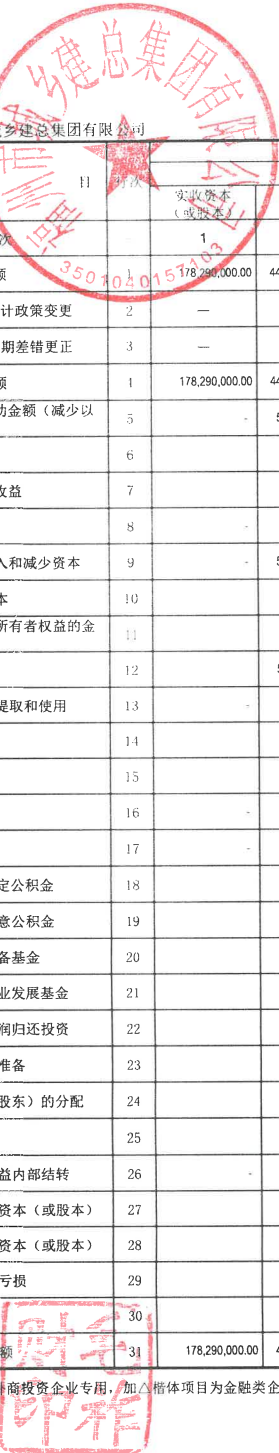 乡建总集团有限公司
目 行次
实收资本
（或股本）
次 1
额 1 178,290,000.00 44
计政策变更 2 —
期差错更正 3 —
额 4 178,290,000.00 44
动金额（减少以 5 - 5
6
收益 7
8 -
入和减少资本 9 - 5
本 10
所有者权益的金 11
12 5
提取和使用 13 -
14
15
16 -
17 -
定公积金 18
意公积金 19
备基金 20
业发展基金 21
润归还投资 22
准备 23
股东）的分配 24
25
益内部结转 26 -
资本（或股本） 27
资本（或股本） 28
亏损 29
30
额 31 178,290,000.00 4
商投资企业专用，加△楷体项目为金融类企
福州市城乡建总集团有限公司
3501040157103